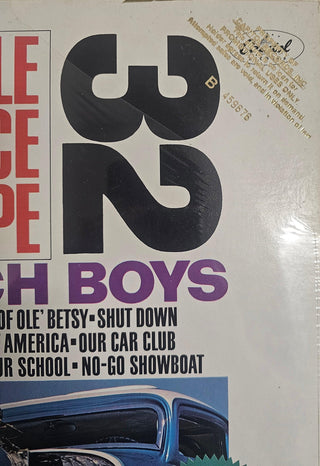 LE
CE
PE
32
Capitol
B 459676
CH BOYS
OF OLE' BETSY▪SHUT DOWN
AMERICA▪OUR CAR CLUB
UR SCHOOL▪NO-GO SHOWBOAT